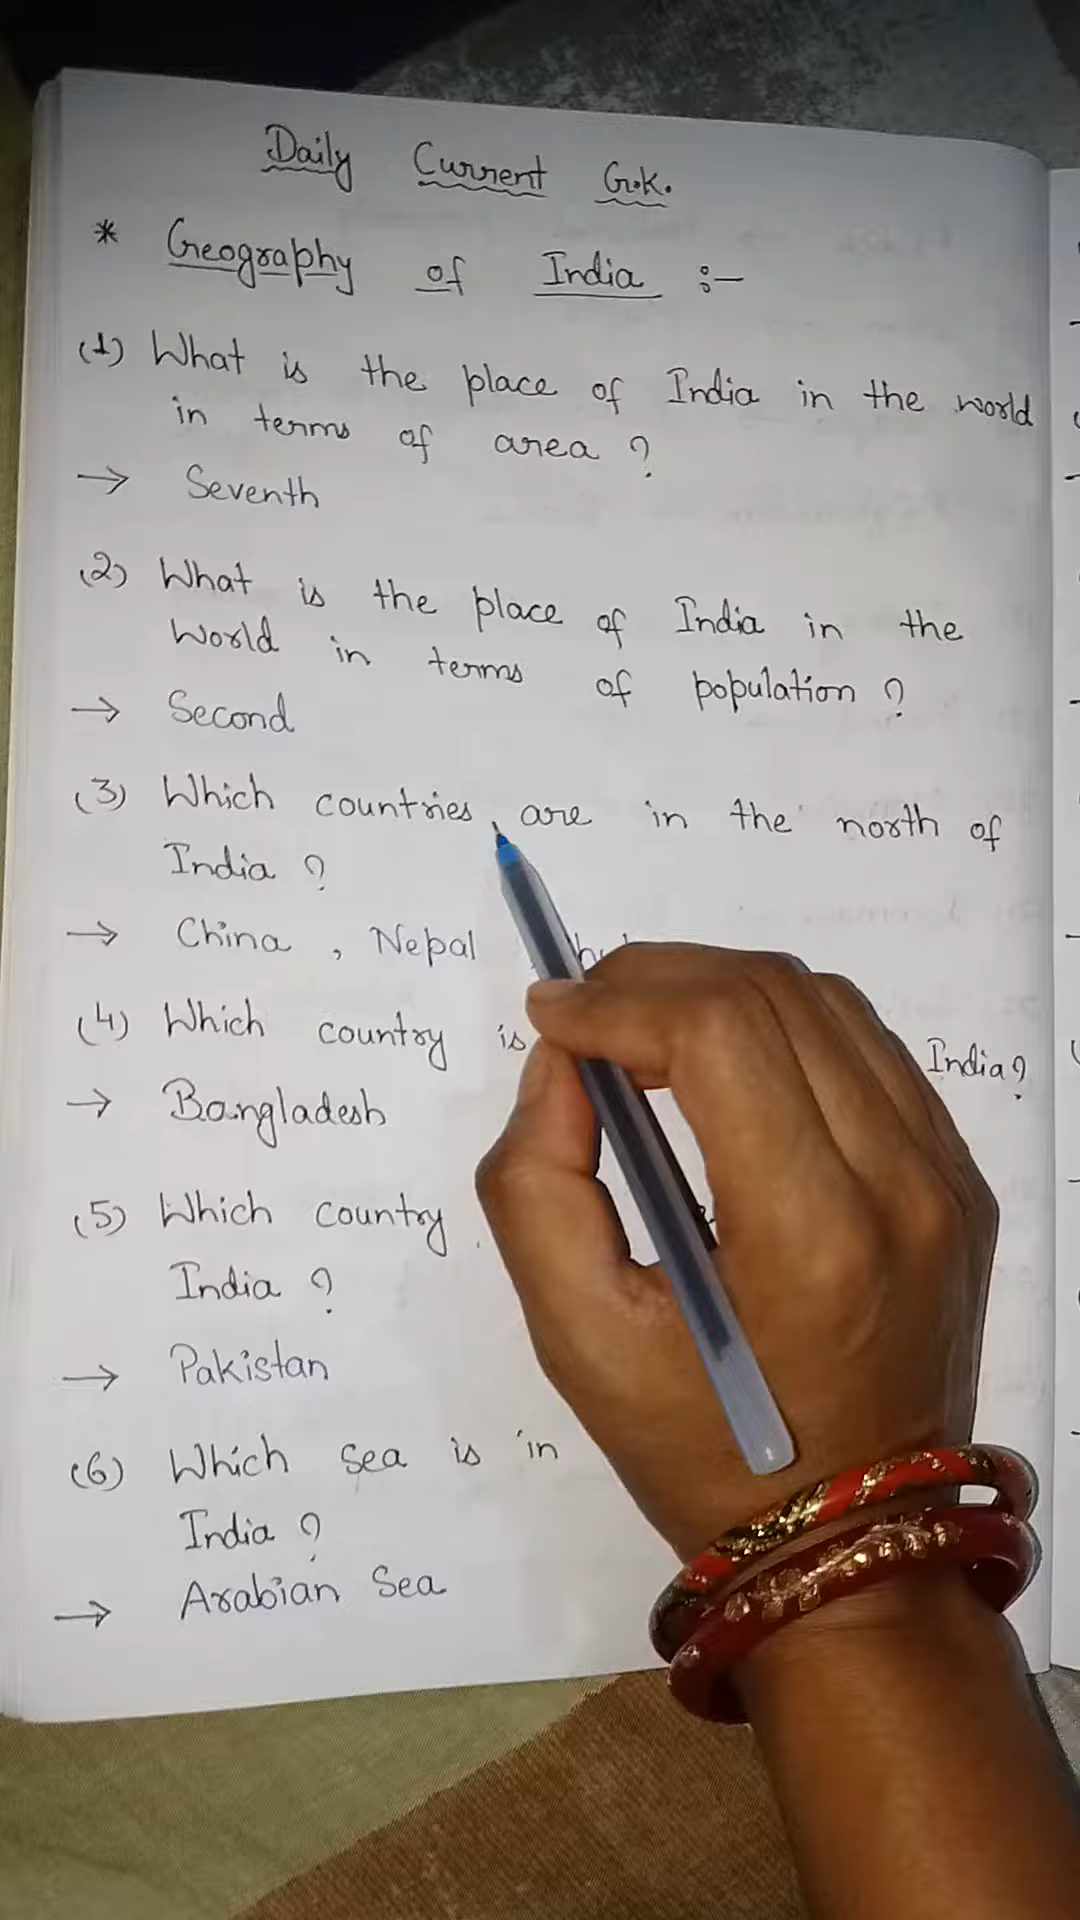 Daily Current G.K.
* Geography of India :-
(1) What is the place of India in the world
in terms of area ?
→ Seventh
(2) What is the place of India in the
World in terms of population ?
→ Second
(3) Which countries are in the north of
India ?
→ China , Nepal
(4) Which country is India?
→ Bangladesh
(5) Which country
India ?
→ Pakistan
(6) Which sea is in
India ?
→ Arabian Sea